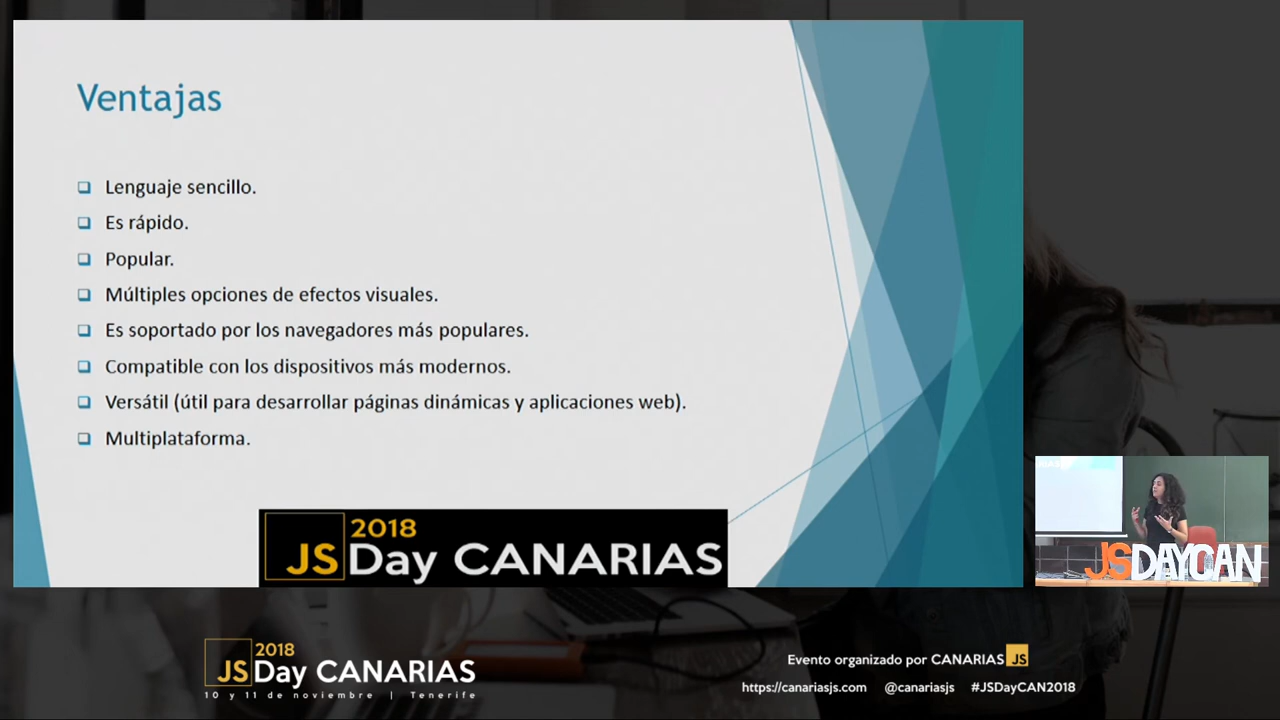 Ventajas
Lenguaje sencillo.
Es rápido.
Popular.
Múltiples opciones de efectos visuales.
Es soportado por los navegadores más populares.
Compatible con los dispositivos más modernos.
Versátil (útil para desarrollar páginas dinámicas y aplicaciones web).
Multiplataforma.
2018
JS Day CANARIAS
JSDAYCAN
2018
JS Day CANARIAS
10 y 11 de noviembre | Tenerife
Evento organizado por CANARIAS JS
https://canariasjs.com @canariasjs #JSDayCAN2018